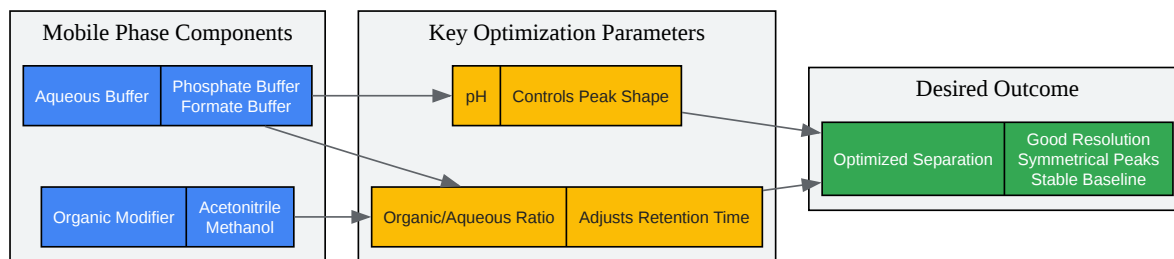 Mobile Phase Components
Aqueous Buffer
Phosphate Buffer
Formate Buffer
Organic Modifier
Acetonitrile
Methanol
Key Optimization Parameters
pH
Controls Peak Shape
Organic/Aqueous Ratio
Adjusts Retention Time
Desired Outcome
Optimized Separation
Good Resolution
Symmetrical Peaks
Stable Baseline